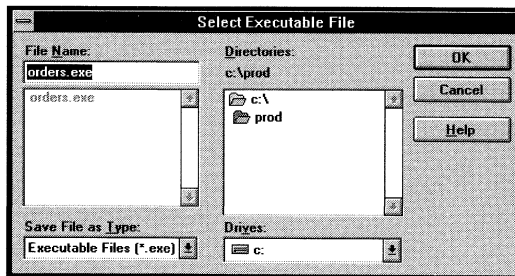 Select Executable File
File Name:
orders.exe
orders.exe
Save File as Type:
Executable Files (*.exe)
Directories:
c:\prod
c:\
prod
Drives:
c:
OK
Cancel
Help